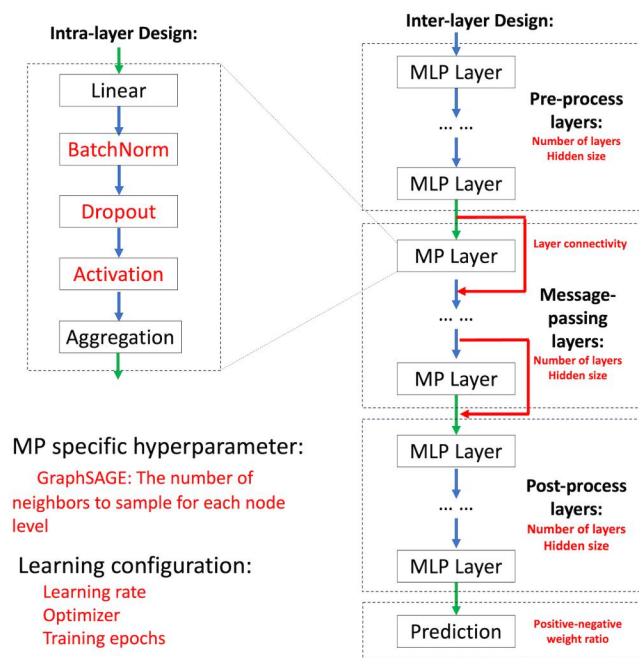 Intra-layer Design:
Linear
BatchNorm
Dropout
Activation
Aggregation
MP specific hyperparameter:
GraphSAGE: The number of
neighbors to sample for each node
level
Learning configuration:
Learning rate
Optimizer
Training epochs
Inter-layer Design:
MLP Layer
... ...
MLP Layer
Pre-process
layers:
Number of layers
Hidden size
MP Layer
Layer connectivity
... ...
MP Layer
Message-
passing
layers:
Number of layers
Hidden size
MLP Layer
... ...
MLP Layer
Post-process
layers:
Number of layers
Hidden size
Prediction
Positive-negative
weight ratio